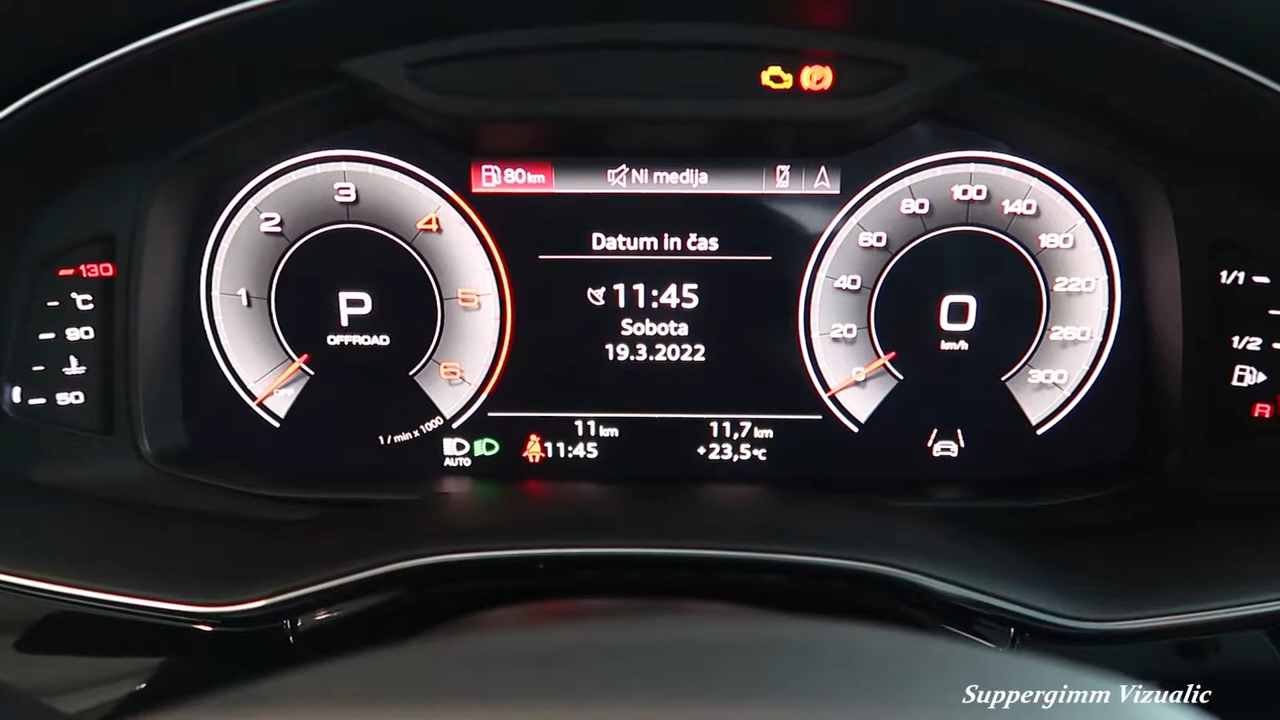 80 km
Ni medija
Datum in čas
11:45
Sobota
19.3.2022
11 km
11,7 km
AUTO
11:45
+23,5°C
1
2
3
4
5
6
P
OFFROAD
OFF
1 / min x 1000
0
20
40
60
80
100
140
180
220
260
300
0
km/h
130
°C
90
50
1/1
1/2
R
P
Suppergimm Vizualic